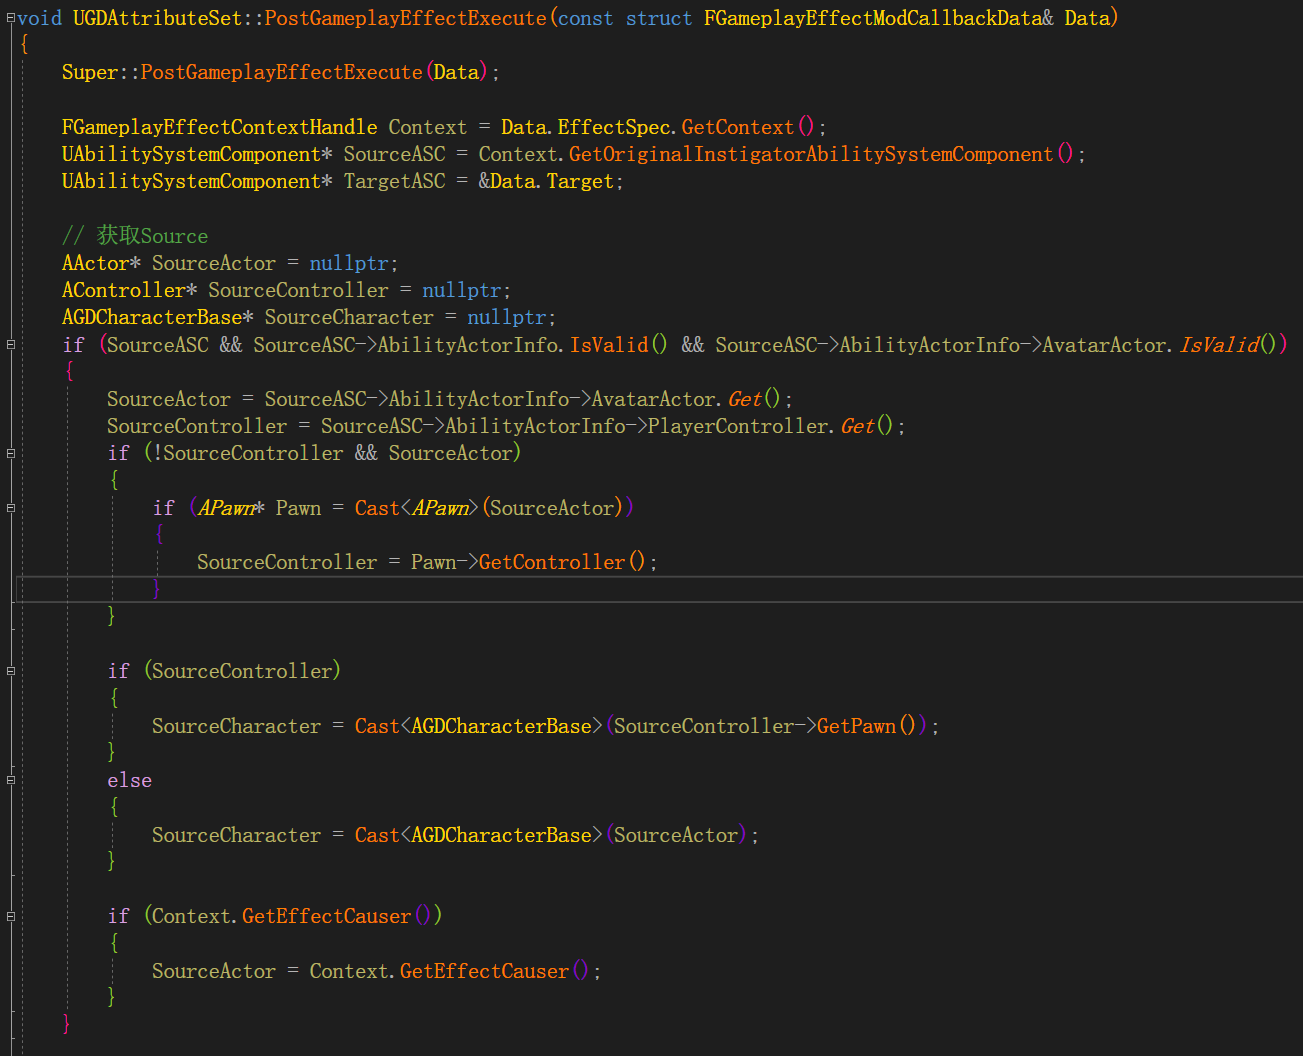 void UGDAttributeSet::PostGameplayEffectExecute(const struct FGameplayEffectModCallbackData& Data)
{
    Super::PostGameplayEffectExecute(Data);

    FGameplayEffectContextHandle Context = Data.EffectSpec.GetContext();
    UAbilitySystemComponent* SourceASC = Context.GetOriginalInstigatorAbilitySystemComponent();
    UAbilitySystemComponent* TargetASC = &Data.Target;

    // 获取Source
    AActor* SourceActor = nullptr;
    AController* SourceController = nullptr;
    AGDCharacterBase* SourceCharacter = nullptr;
    if (SourceASC && SourceASC->AbilityActorInfo.IsValid() && SourceASC->AbilityActorInfo->AvatarActor.IsValid())
    {
        SourceActor = SourceASC->AbilityActorInfo->AvatarActor.Get();
        SourceController = SourceASC->AbilityActorInfo->PlayerController.Get();
        if (!SourceController && SourceActor)
        {
            if (APawn* Pawn = Cast<APawn>(SourceActor))
            {
                SourceController = Pawn->GetController();
            }
        }

        if (SourceController)
        {
            SourceCharacter = Cast<AGDCharacterBase>(SourceController->GetPawn());
        }
        else
        {
            SourceCharacter = Cast<AGDCharacterBase>(SourceActor);
        }

        if (Context.GetEffectCauser())
        {
            SourceActor = Context.GetEffectCauser();
        }
    }